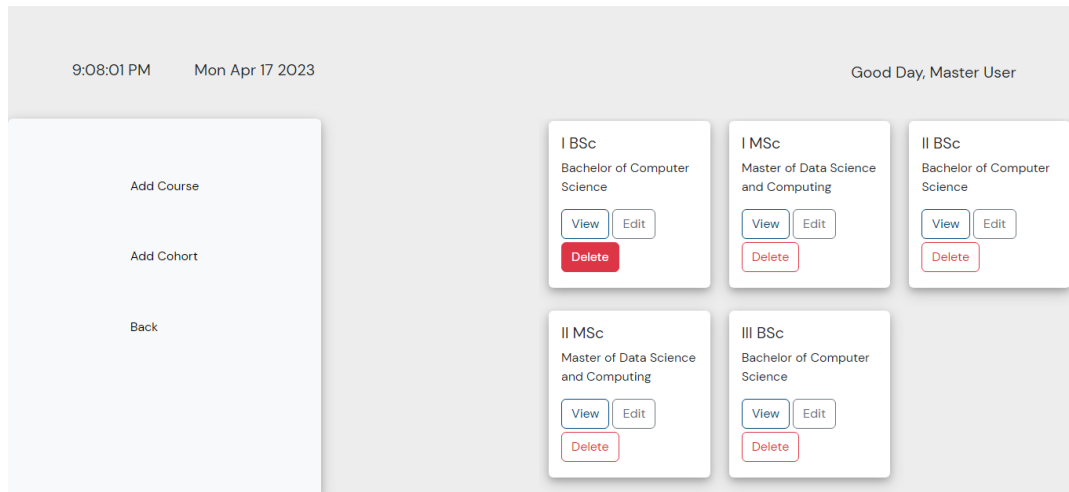 9:08:01 PM Mon Apr 17 2023
Good Day, Master User
Add Course
Add Cohort
Back
I BSc
Bachelor of Computer
Science
View Edit
Delete
I MSc
Master of Data Science
and Computing
View Edit
Delete
II BSc
Bachelor of Computer
Science
View Edit
Delete
II MSc
Master of Data Science
and Computing
View Edit
Delete
III BSc
Bachelor of Computer
Science
View Edit
Delete